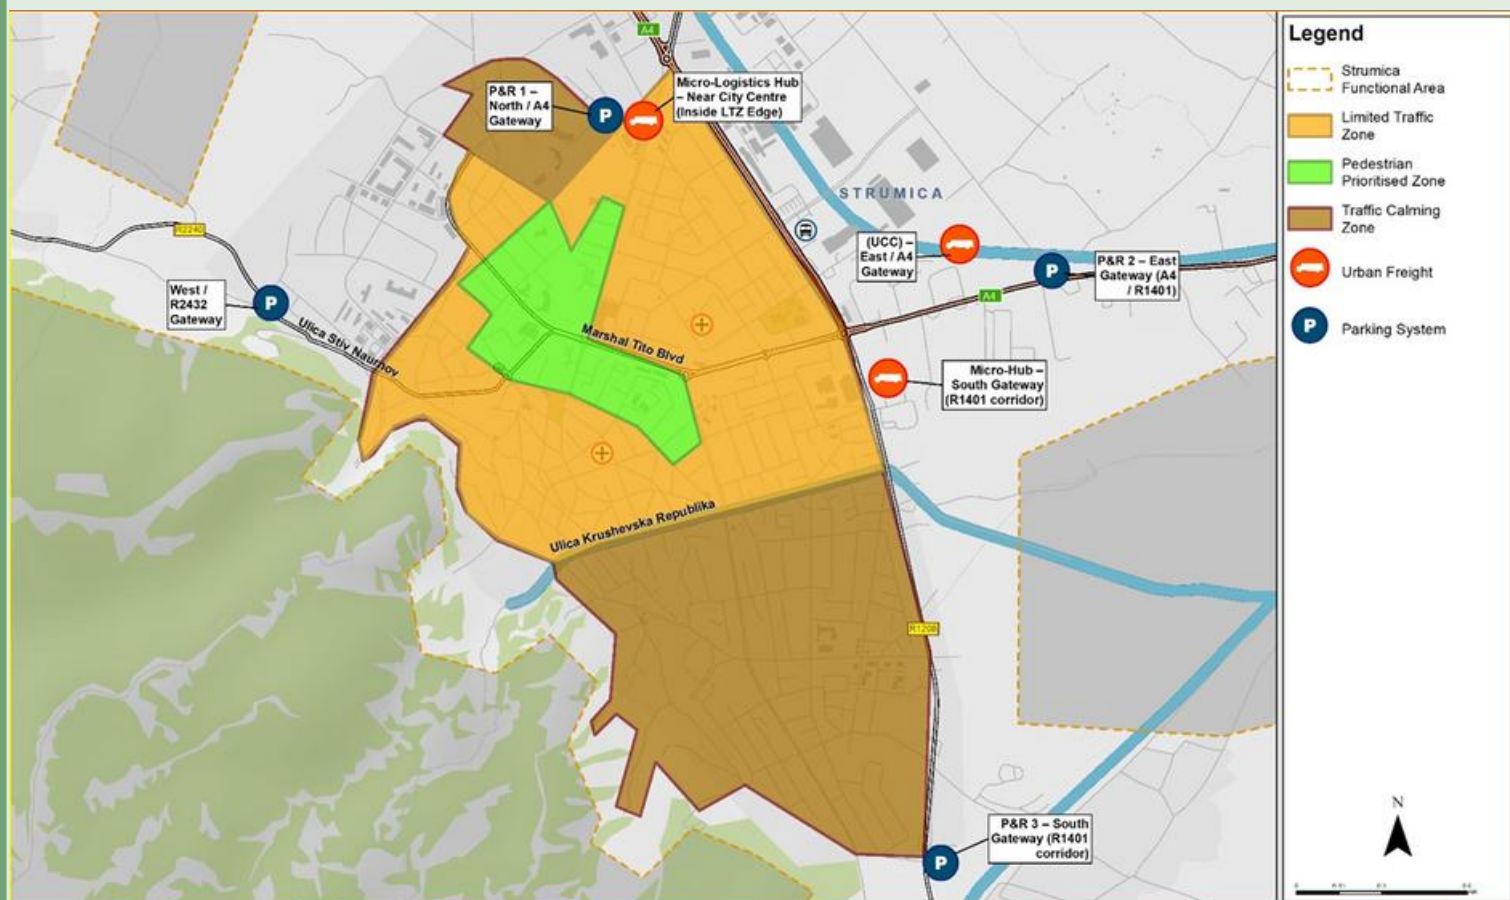 A4
P&R 1 –
North / A4
Gateway
Micro-Logistics Hub
– Near City Centre
(Inside LTZ Edge)
STRUMICA
R2240
(UCC) –
East / A4
Gateway
P&R 2 – East
Gateway (A4
/ R1401)
A4
West /
R2432
Gateway
Ulica Stiv Naumov
Marshal Tito Blvd
Micro-Hub –
South Gateway
(R1401 corridor)
Ulica Krushevska Republika
P&R 3 – South
Gateway (R1401
corridor)
P
P
P
P
Legend
Strumica
Functional Area
Limited Traffic
Zone
Pedestrian
Prioritised Zone
Traffic Calming
Zone
Urban Freight
P
Parking System
N